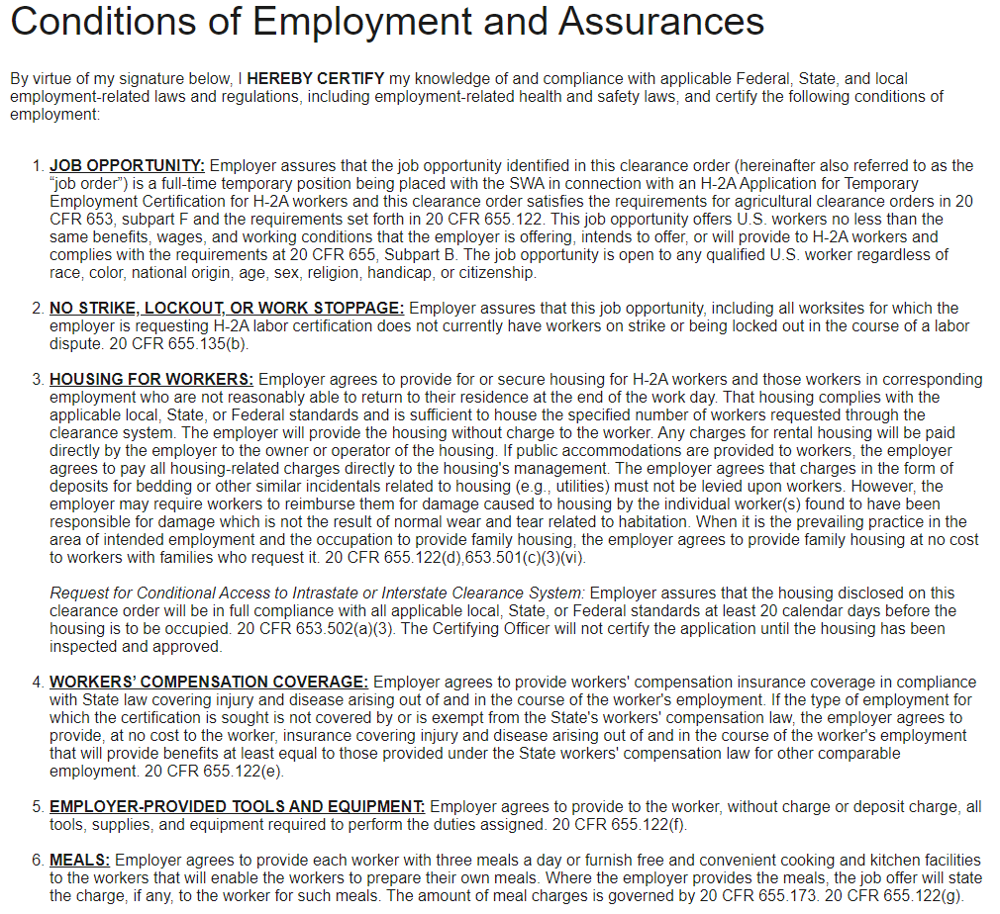 Conditions of Employment and Assurances
By virtue of my signature below, I HEREBY CERTIFY my knowledge of and compliance with applicable Federal, State, and local
employment-related laws and regulations, including employment-related health and safety laws, and certify the following conditions of
employment:
1. JOB OPPORTUNITY: Employer assures that the job opportunity identified in this clearance order (hereinafter also referred to as the
“job order”) is a full-time temporary position being placed with the SWA in connection with an H-2A Application for Temporary
Employment Certification for H-2A workers and this clearance order satisfies the requirements for agricultural clearance orders in 20
CFR 653, subpart F and the requirements set forth in 20 CFR 655.122. This job opportunity offers U.S. workers no less than the
same benefits, wages, and working conditions that the employer is offering, intends to offer, or will provide to H-2A workers and
complies with the requirements at 20 CFR 655, Subpart B. The job opportunity is open to any qualified U.S. worker regardless of
race, color, national origin, age, sex, religion, handicap, or citizenship.
2. NO STRIKE, LOCKOUT, OR WORK STOPPAGE: Employer assures that this job opportunity, including all worksites for which the
employer is requesting H-2A labor certification does not currently have workers on strike or being locked out in the course of a labor
dispute. 20 CFR 655.135(b).
3. HOUSING FOR WORKERS: Employer agrees to provide for or secure housing for H-2A workers and those workers in corresponding
employment who are not reasonably able to return to their residence at the end of the work day. That housing complies with the
applicable local, State, or Federal standards and is sufficient to house the specified number of workers requested through the
clearance system. The employer will provide the housing without charge to the worker. Any charges for rental housing will be paid
directly by the employer to the owner or operator of the housing. If public accommodations are provided to workers, the employer
agrees to pay all housing-related charges directly to the housing's management. The employer agrees that charges in the form of
deposits for bedding or other similar incidentals related to housing (e.g., utilities) must not be levied upon workers. However, the
employer may require workers to reimburse them for damage caused to housing by the individual worker(s) found to have been
responsible for damage which is not the result of normal wear and tear related to habitation. When it is the prevailing practice in the
area of intended employment and the occupation to provide family housing, the employer agrees to provide family housing at no cost
to workers with families who request it. 20 CFR 655.122(d),653.501(c)(3)(vi).
Request for Conditional Access to Intrastate or Interstate Clearance System: Employer assures that the housing disclosed on this
clearance order will be in full compliance with all applicable local, State, or Federal standards at least 20 calendar days before the
housing is to be occupied. 20 CFR 653.502(a)(3). The Certifying Officer will not certify the application until the housing has been
inspected and approved.
4. WORKERS’ COMPENSATION COVERAGE: Employer agrees to provide workers' compensation insurance coverage in compliance
with State law covering injury and disease arising out of and in the course of the worker's employment. If the type of employment for
which the certification is sought is not covered by or is exempt from the State's workers' compensation law, the employer agrees to
provide, at no cost to the worker, insurance covering injury and disease arising out of and in the course of the worker's employment
that will provide benefits at least equal to those provided under the State workers' compensation law for other comparable
employment. 20 CFR 655.122(e).
5. EMPLOYER-PROVIDED TOOLS AND EQUIPMENT: Employer agrees to provide to the worker, without charge or deposit charge, all
tools, supplies, and equipment required to perform the duties assigned. 20 CFR 655.122(f).
6. MEALS: Employer agrees to provide each worker with three meals a day or furnish free and convenient cooking and kitchen facilities
to the workers that will enable the workers to prepare their own meals. Where the employer provides the meals, the job offer will state
the charge, if any, to the worker for such meals. The amount of meal charges is governed by 20 CFR 655.173. 20 CFR 655.122(g).